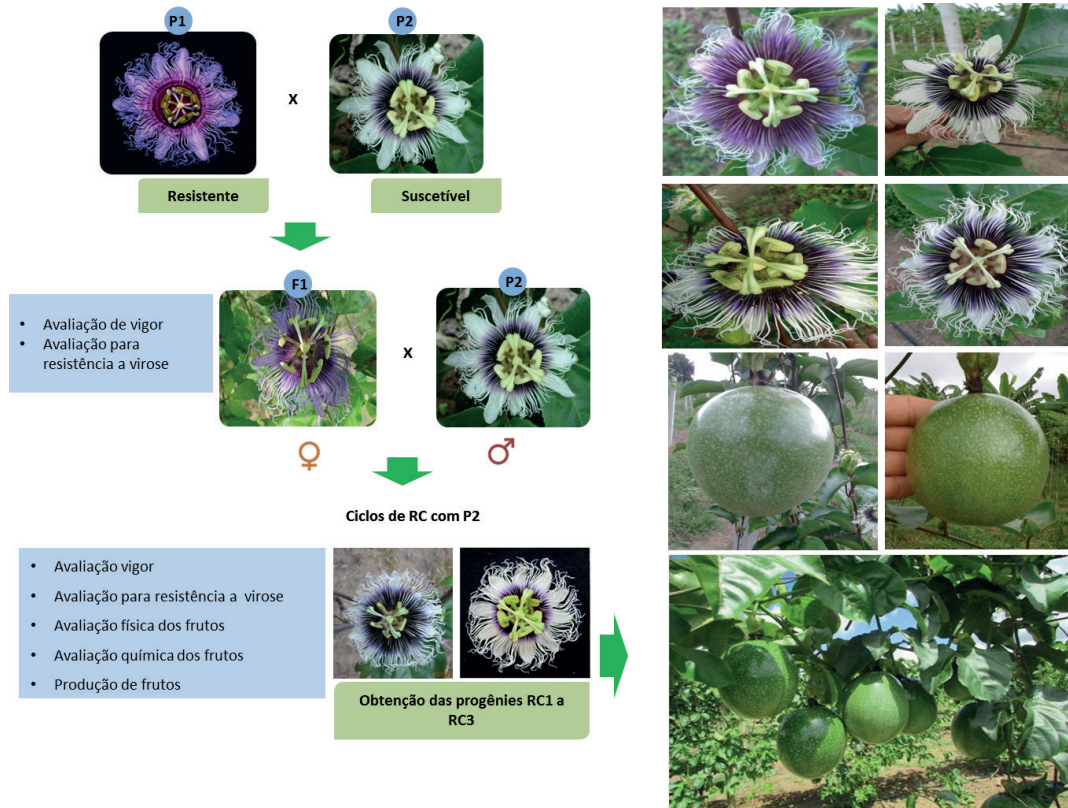 P1
P2
X
Resistente
Suscetível
F1
P2
• Avaliação de vigor
• Avaliação para
resistência a virose
X
♀
♂
Ciclos de RC com P2
• Avaliação vigor
• Avaliação para resistência a virose
• Avaliação física dos frutos
• Avaliação química dos frutos
• Produção de frutos
Obtenção das progênies RC1 a
RC3